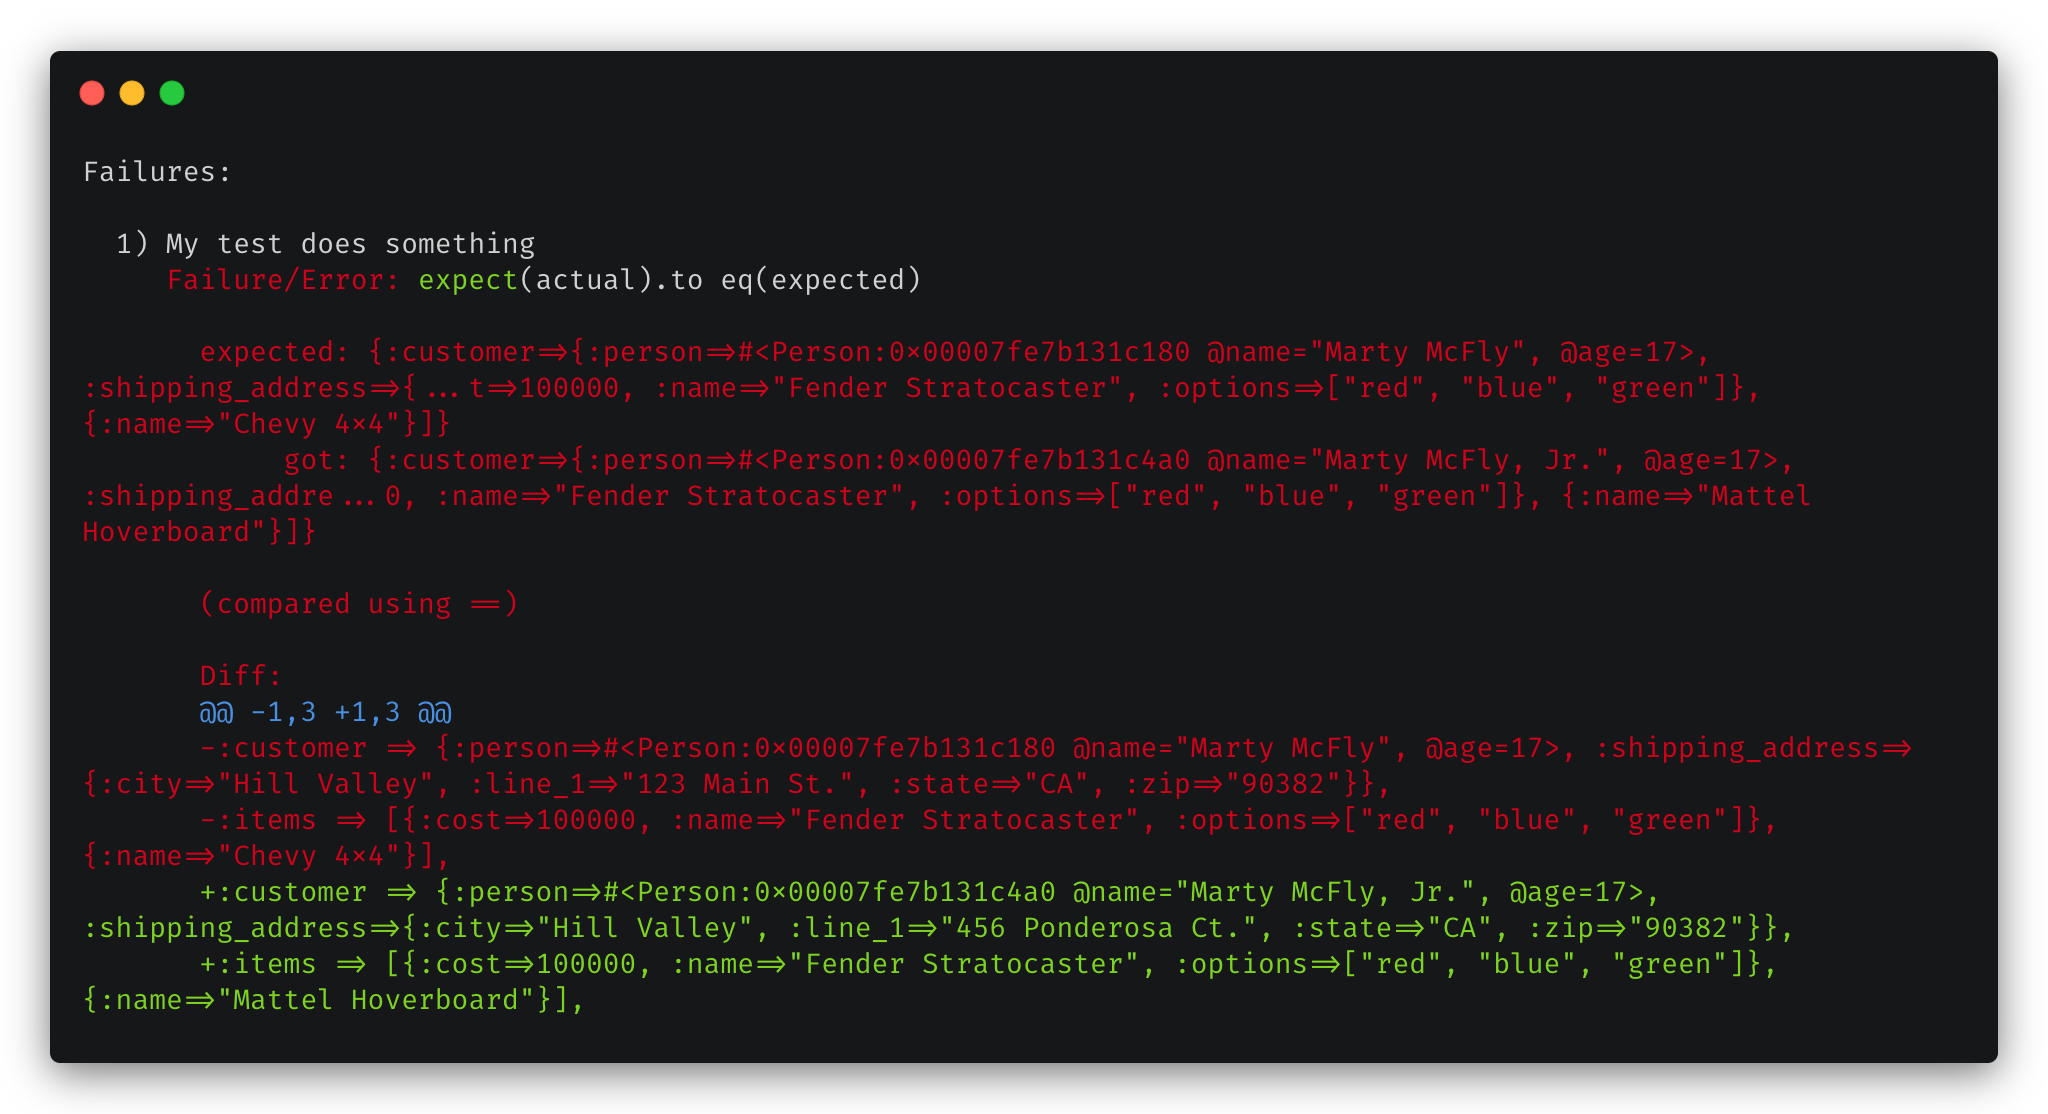 Failures:
1) My test does something
Failure/Error: expect(actual).to eq(expected)
expected: {:customer=>{:person=>#<Person:0x00007fe7b131c180 @name="Marty McFly", @age=17>,
:shipping_address=>{...t=>100000, :name=>"Fender Stratocaster", :options=>["red", "blue", "green"]},
{:name=>"Chevy 4x4"}]}
got: {:customer=>{:person=>#<Person:0x00007fe7b131c4a0 @name="Marty McFly, Jr.", @age=17>,
:shipping_addre...0, :name=>"Fender Stratocaster", :options=>["red", "blue", "green"]}, {:name=>"Mattel
Hoverboard"}]}
(compared using ==)
Diff:
@@ -1,3 +1,3 @@
-:customer => {:person=>#<Person:0x00007fe7b131c180 @name="Marty McFly", @age=17>, :shipping_address=>
{:city=>"Hill Valley", :line_1=>"123 Main St.", :state=>"CA", :zip=>"90382"}},
-:items => [{:cost=>100000, :name=>"Fender Stratocaster", :options=>["red", "blue", "green"]},
{:name=>"Chevy 4x4"}],
+:customer => {:person=>#<Person:0x00007fe7b131c4a0 @name="Marty McFly, Jr.", @age=17>,
:shipping_address=>{:city=>"Hill Valley", :line_1=>"456 Ponderosa Ct.", :state=>"CA", :zip=>"90382"}},
+:items => [{:cost=>100000, :name=>"Fender Stratocaster", :options=>["red", "blue", "green"]},
{:name=>"Mattel Hoverboard"}],